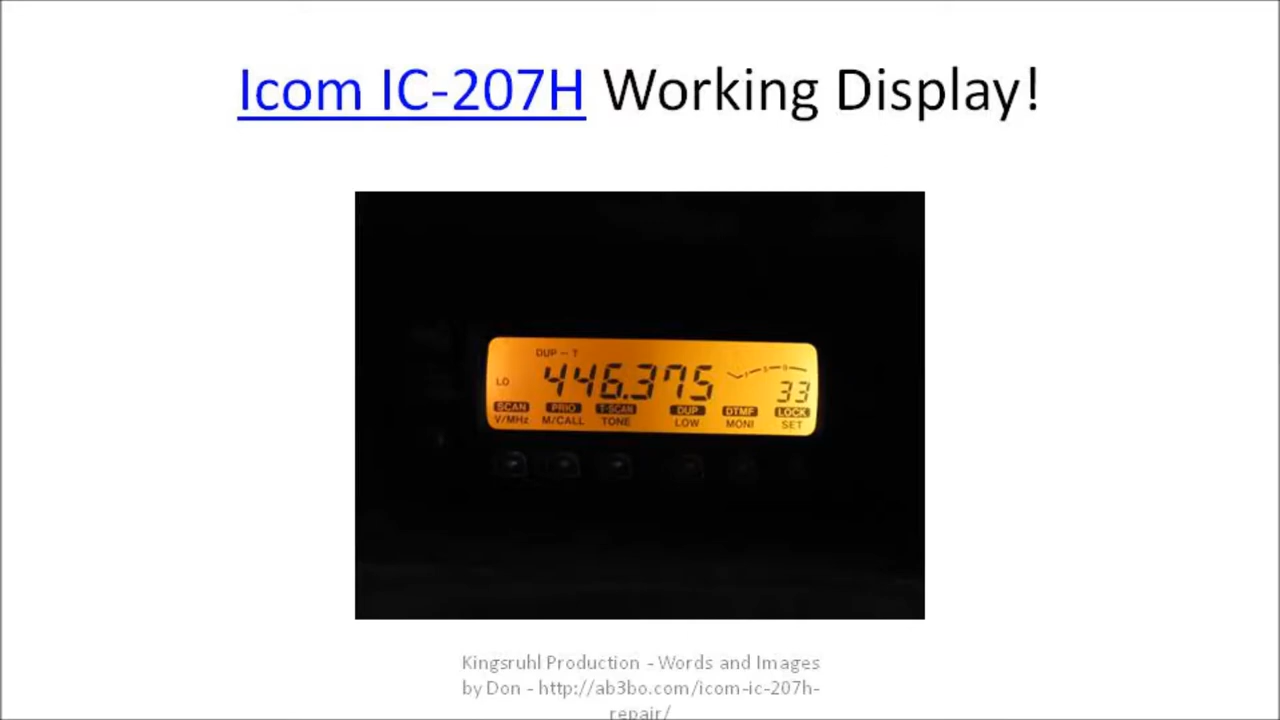 Icom IC-207H Working Display!
DUP – T
LO 446.375 33
SCAN PRIO T-SCAN DUP DTMF LOCK
V/MHz M/CALL TONE LOW MONI SET
Kingsruhl Production - Words and Images
by Don - http://ab3bo.com/icom-ic-207h-
repair/